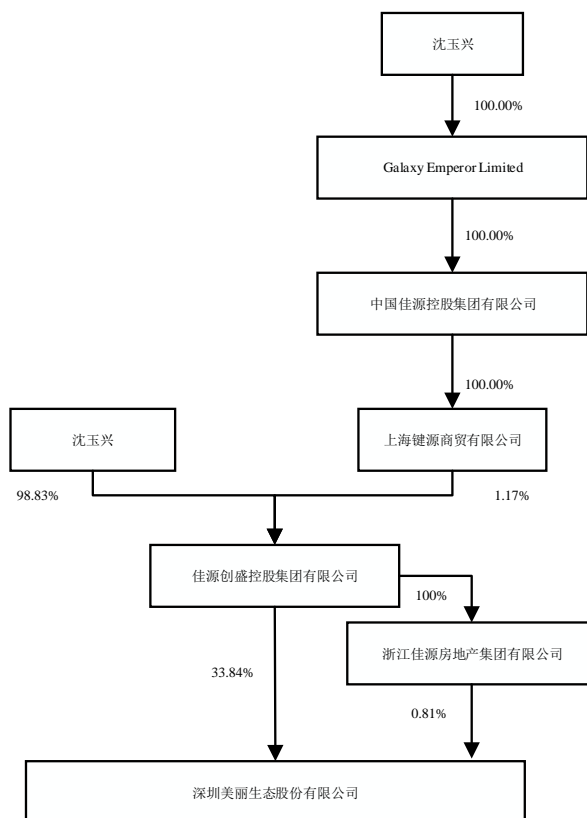 沈玉兴
100.00%
Galaxy Emperor Limited
100.00%
中国佳源控股集团有限公司
100.00%
沈玉兴
上海键源商贸有限公司
98.83%
1.17%
佳源创盛控股集团有限公司
100%
浙江佳源房地产集团有限公司
33.84%
0.81%
深圳美丽生态股份有限公司